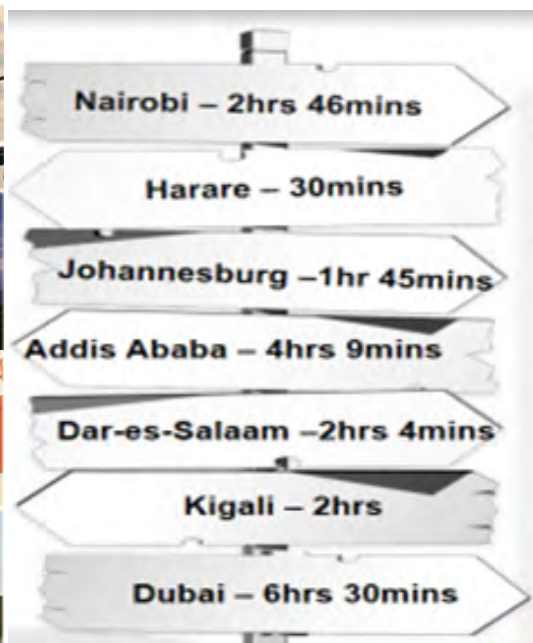 Nairobi – 2hrs 46mins
Harare – 30mins
Johannesburg –1hr 45mins
Addis Ababa – 4hrs 9mins
Dar-es-Salaam –2hrs 4mins
Kigali – 2hrs
Dubai – 6hrs 30mins